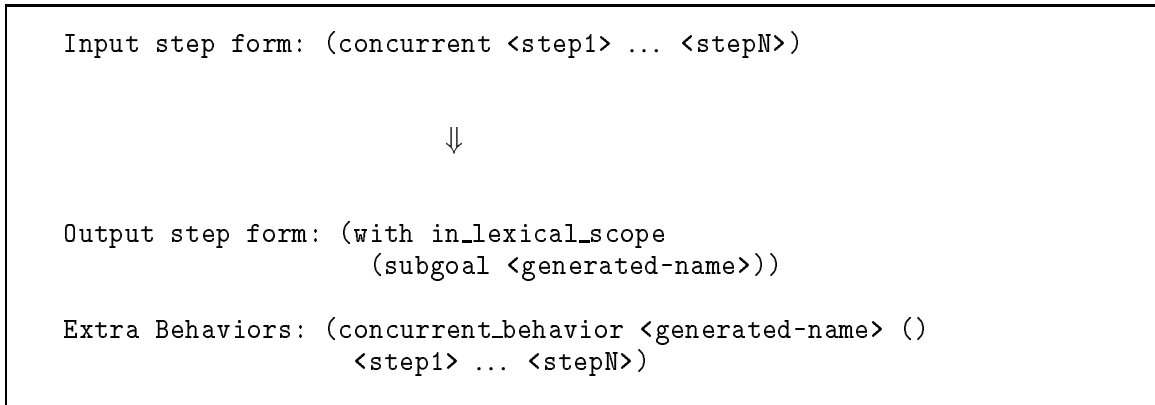 Input step form: (concurrent <step1> ... <stepN>)
⇓
Output step form: (with in_lexical_scope
(subgoal <generated-name>))
Extra Behaviors: (concurrent_behavior <generated-name> ()
<step1> ... <stepN>)